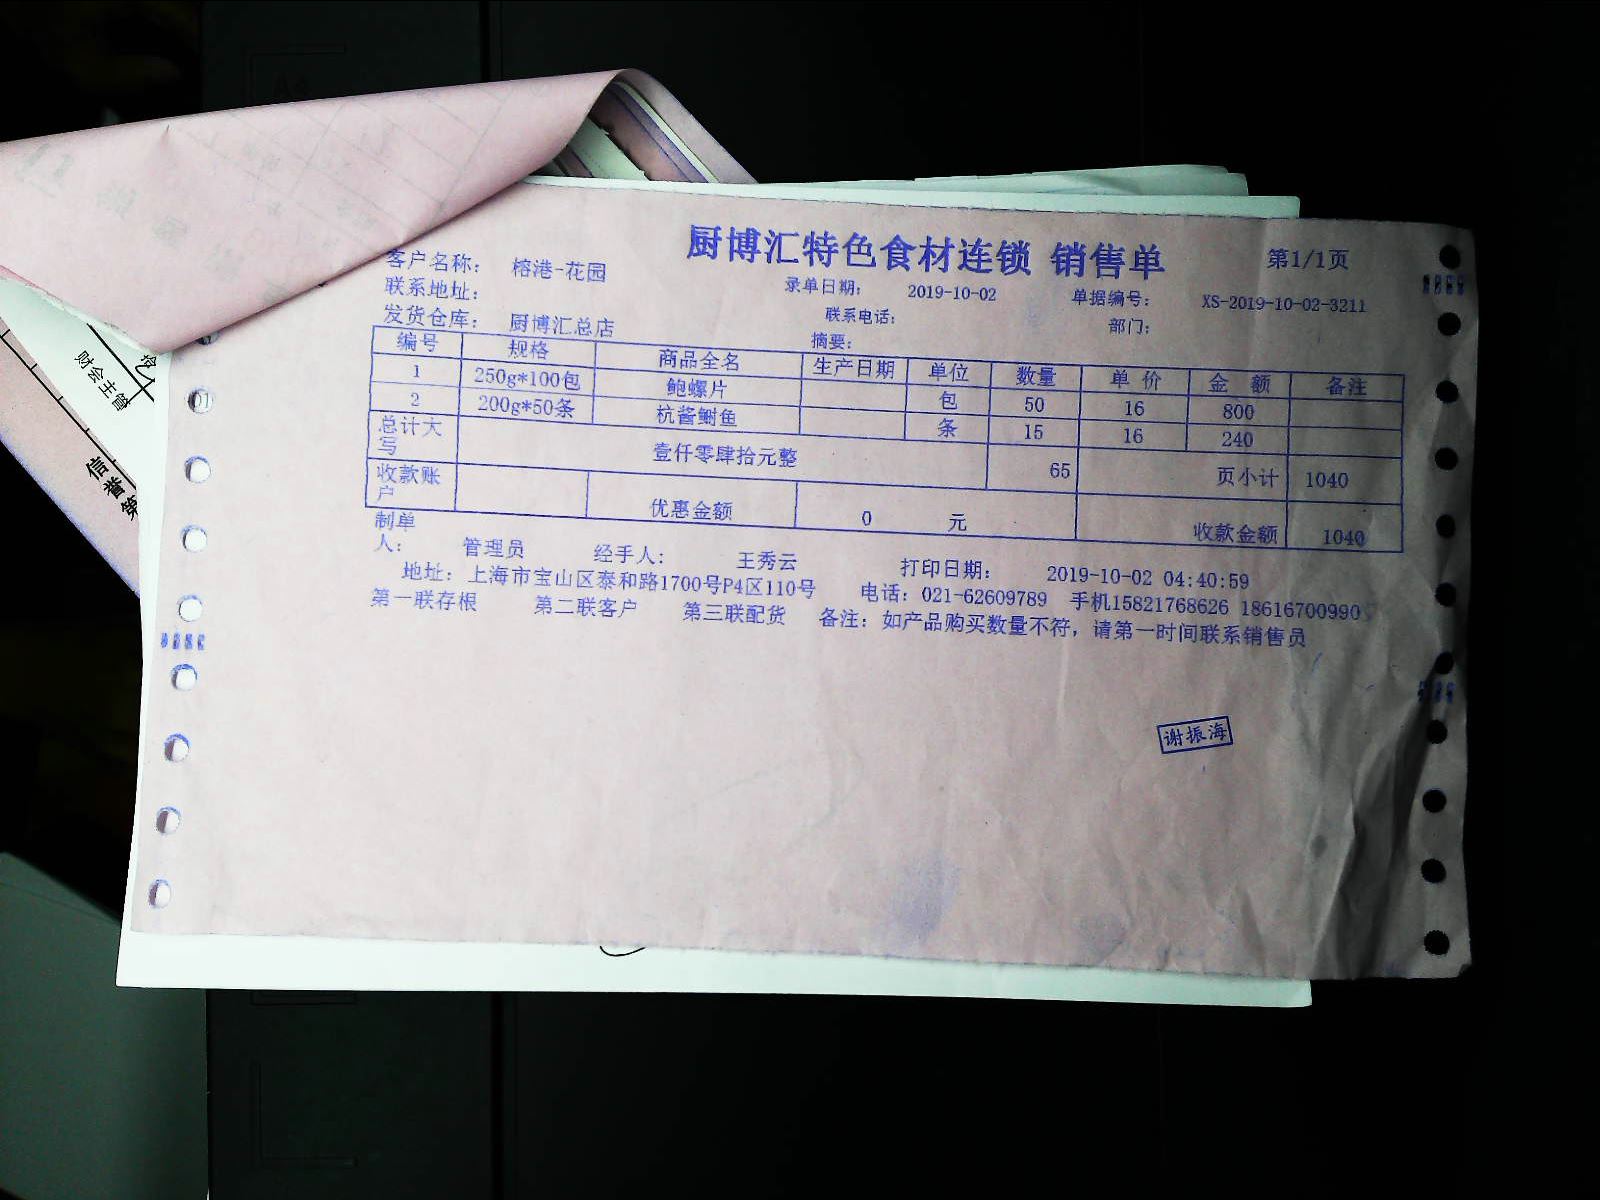 厨博汇特色食材连锁 销售单 第1/1页
客户名称： 榕港-花园 录单日期： 2019-10-02 单据编号： XS-2019-10-02-3211
联系地址： 联系电话： 部门：
发货仓库： 厨博汇总店 摘要：
编号 规格 商品全名 生产日期 单位 数量 单 价 金 额 备注
1 250g*100包 鲍螺片 包 50 16 800
2 200g*50条 杭酱鲥鱼 条 15 16 240
总计大写 壹仟零肆拾元整 65 页小计 1040
收款账户 优惠金额 0 元 收款金额 1040
制单人： 管理员 经手人： 王秀云 打印日期： 2019-10-02 04:40:59
地址：上海市宝山区泰和路1700号P4区110号 电话：021-62609789 手机15821768626 18616700990
第一联存根 第二联客户 第三联配货 备注：如产品购买数量不符，请第一时间联系销售员
谢振海
财会主管
信誉第